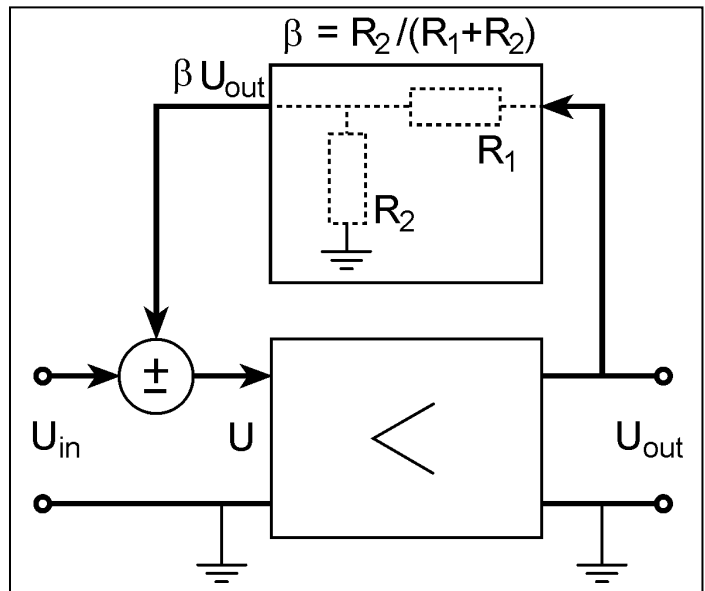 β = R₂/(R₁+R₂)
β Uout
R₁
R₂
±
Uin
U
<
Uout